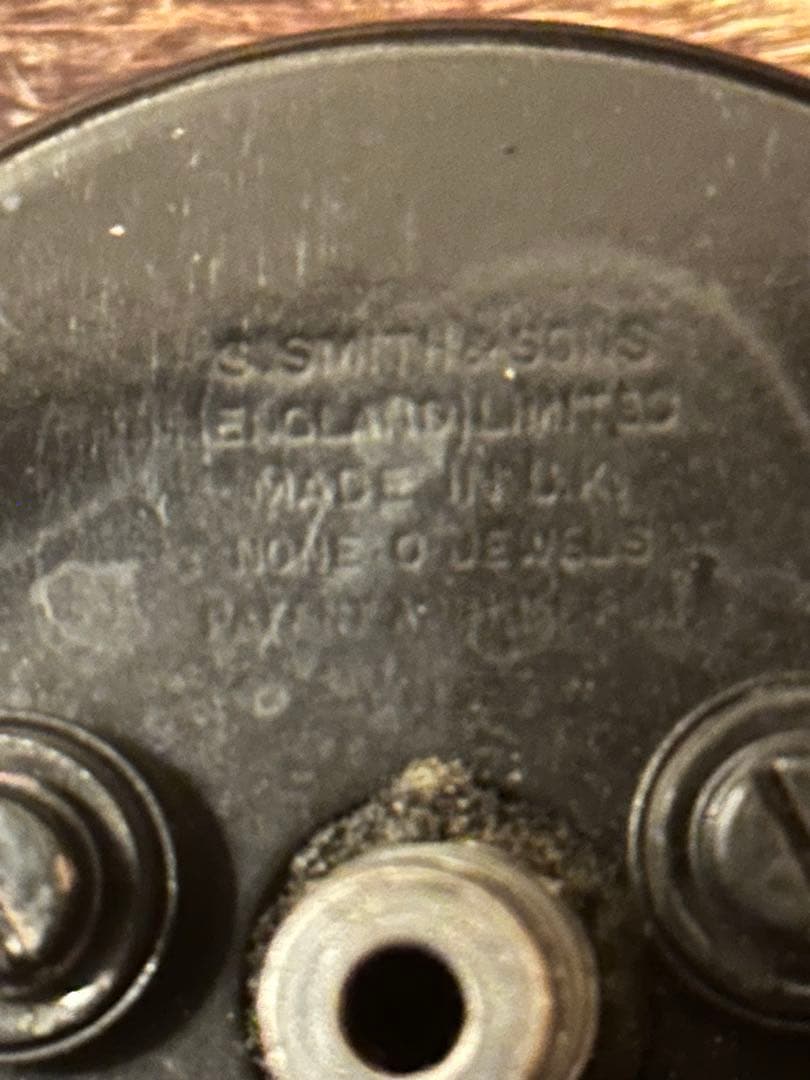 S. SMITH & SONS
(ENGLAND) LIMITED
MADE IN U.K.
NONE 0 JEWELS